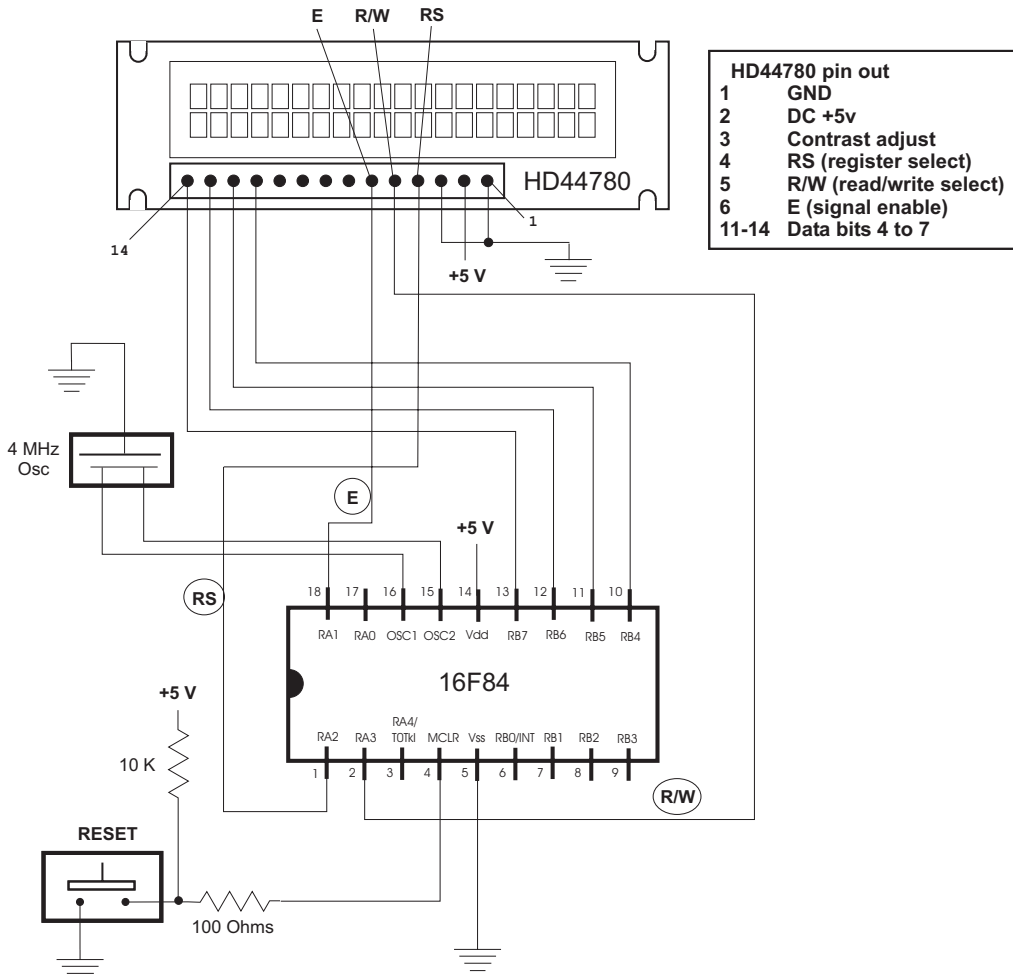 E R/W RS
HD44780 pin out
1 GND
2 DC +5v
3 Contrast adjust
4 RS (register select)
5 R/W (read/write select)
6 E (signal enable)
11-14 Data bits 4 to 7
HD44780
14
1
+5 V
4 MHz
Osc
E
+5 V
RS
18 17 16 15 14 13 12 11 10
RA1 RA0 OSC1 OSC2 Vdd RB7 RB6 RB5 RB4
16F84
+5 V
RA4/
RA2 RA3 T0Tkl MCLR Vss RB0/INT RB1 RB2 RB3
1 2 3 4 5 6 7 8 9
10 K
R/W
RESET
100 Ohms